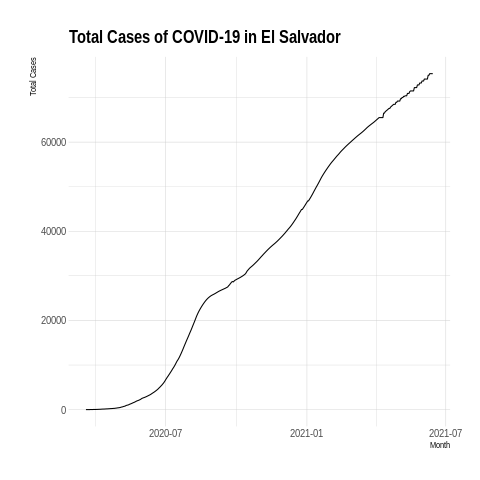 Total Cases of COVID-19 in El Salvador
Total Cases
60000
40000
20000
0
2020-07
2021-01
2021-07
Month